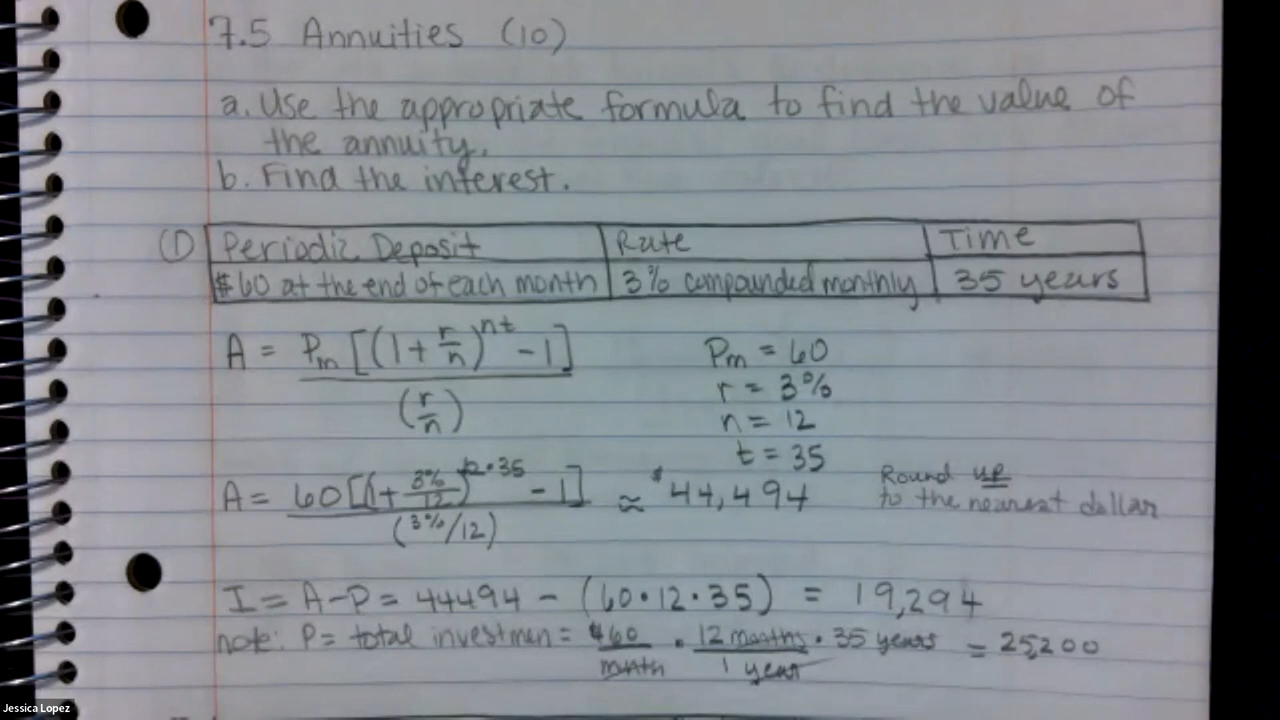 7.5 Annuities (10)
a. Use the appropriate formula to find the value of
the annuity.
b. Find the interest.
(1) Periodic Deposit | Rate | Time
$60 at the end of each month | 3% compounded monthly | 35 years
A = Pm [(1 + r/n)^nt - 1] / (r/n)
Pm = 60
r = 3%
n = 12
t = 35
A = 60[(1 + 3%/12)^12•35 - 1] / (3%/12) ≈ $44,494
Round up
to the nearest dollar
I = A - P = 44494 - (60•12•35) = 19,294
note: P = total investmen = $60/month • 12 months/1 year • 35 years = 25,200
Jessica Lopez